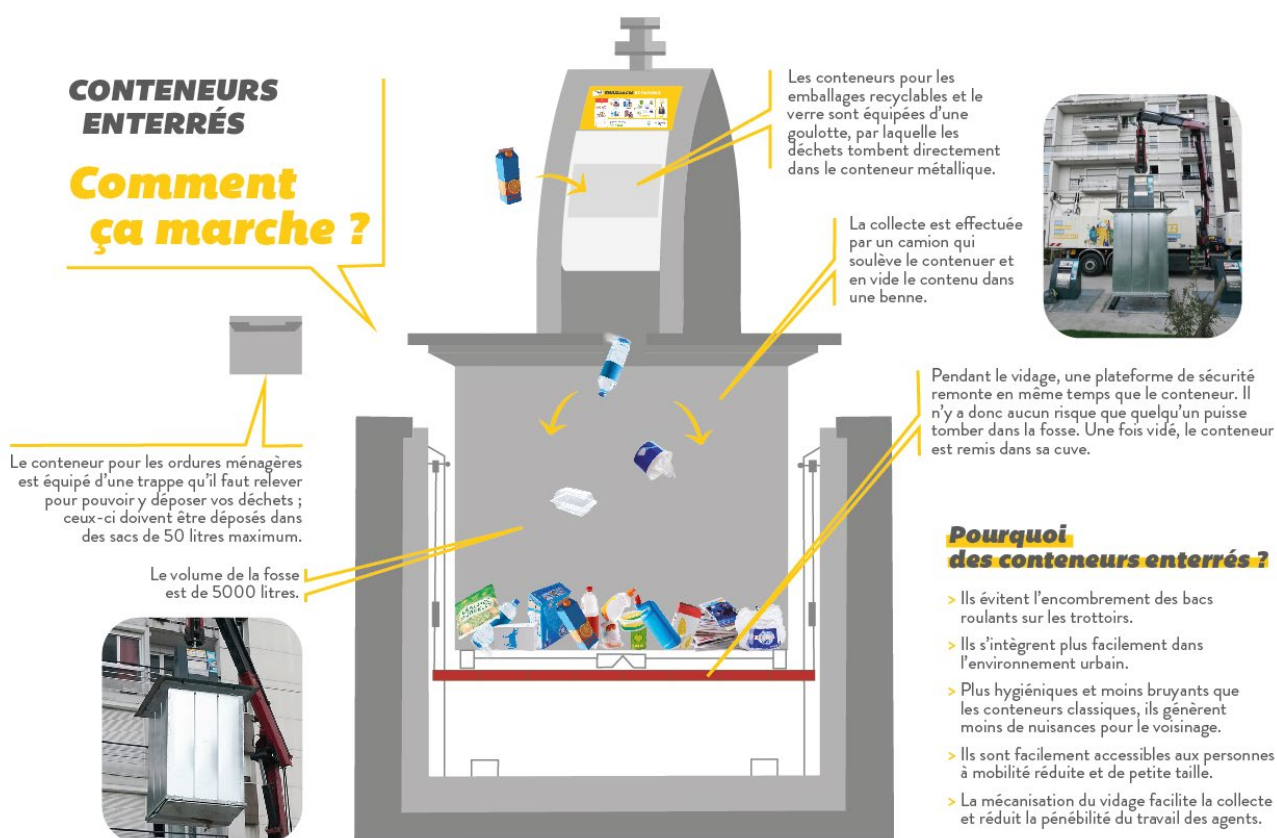 CONTENEURS
ENTERRÉS
Comment
ça marche ?
EMBALLAGES
Les conteneurs pour les
emballages recyclables et le
verre sont équipées d'une
goulotte, par laquelle les
déchets tombent directement
dans le conteneur métallique.
La collecte est effectuée
par un camion qui
soulève le contenuer et
en vide le contenu dans
une benne.
Pendant le vidage, une plateforme de sécurité
remonte en même temps que le conteneur. Il
n'y a donc aucun risque que quelqu'un puisse
tomber dans la fosse. Une fois vidé, le conteneur
est remis dans sa cuve.
Le conteneur pour les ordures ménagères
est équipé d'une trappe qu'il faut relever
pour pouvoir y déposer vos déchets ;
ceux-ci doivent être déposés dans
des sacs de 50 litres maximum.
Le volume de la fosse
est de 5000 litres.
Pourquoi
des conteneurs enterrés ?
> Ils évitent l'encombrement des bacs
roulants sur les trottoirs.
> Ils s'intègrent plus facilement dans
l'environnement urbain.
> Plus hygiéniques et moins bruyants que
les conteneurs classiques, ils génèrent
moins de nuisances pour le voisinage.
> Ils sont facilement accessibles aux personnes
à mobilité réduite et de petite taille.
> La mécanisation du vidage facilite la collecte
et réduit la pénébilité du travail des agents.